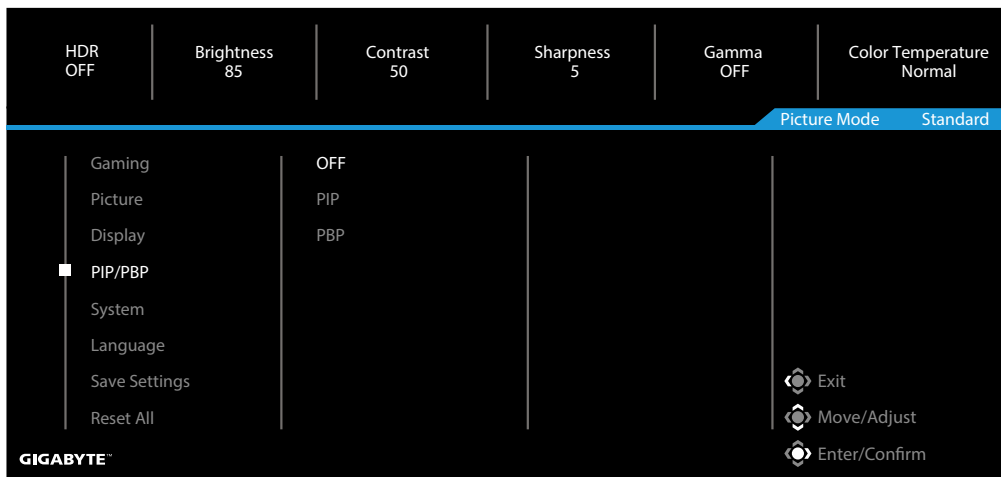 HDR
OFF
Brightness
85
Contrast
50
Sharpness
5
Gamma
OFF
Color Temperature
Normal
Picture Mode Standard
Gaming
Picture
Display
PIP/PBP
System
Language
Save Settings
Reset All
OFF
PIP
PBP
Exit
Move/Adjust
Enter/Confirm
GIGABYTE™